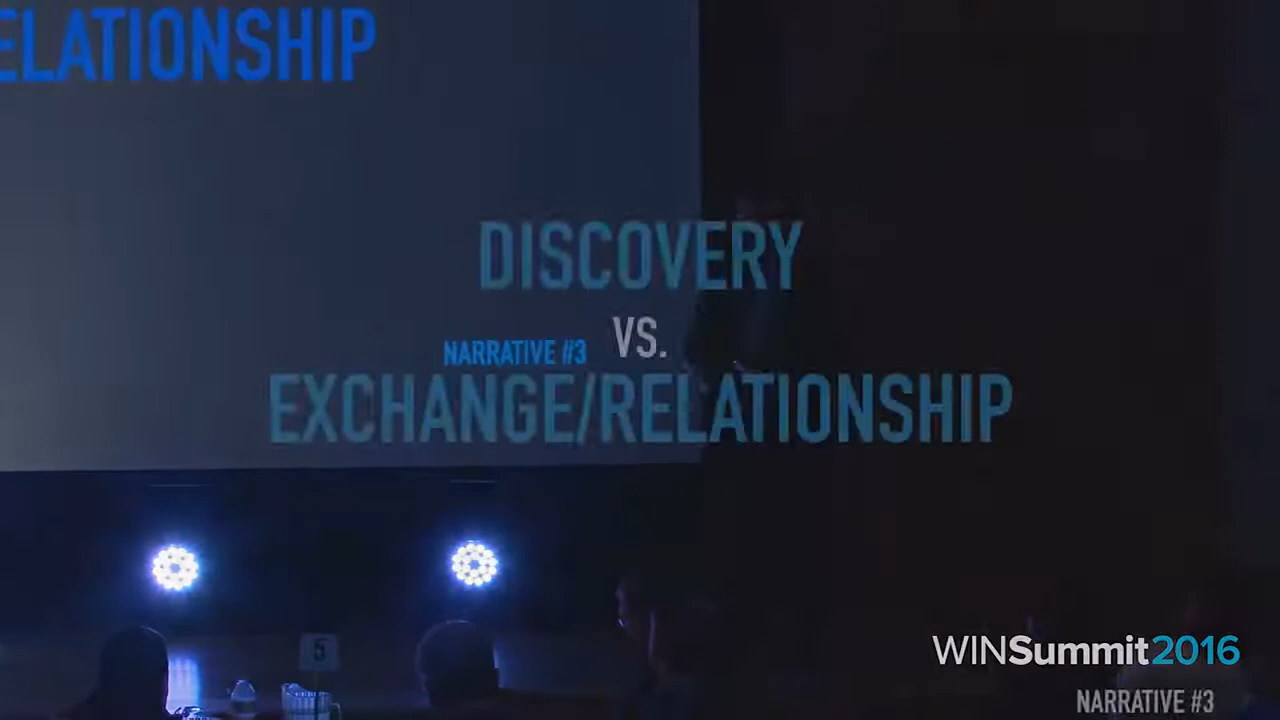 ELATIONSHIP
DISCOVERY
VS.
NARRATIVE #3
EXCHANGE/RELATIONSHIP
5
WINSummit2016
NARRATIVE #3